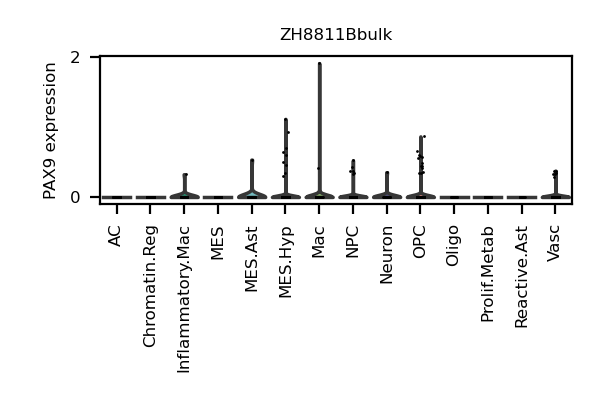 ZH8811Bbulk
PAX9 expression
2
0
AC
Chromatin.Reg
Inflammatory.Mac
MES
MES.Ast
MES.Hyp
Mac
NPC
Neuron
OPC
Oligo
Prolif.Metab
Reactive.Ast
Vasc